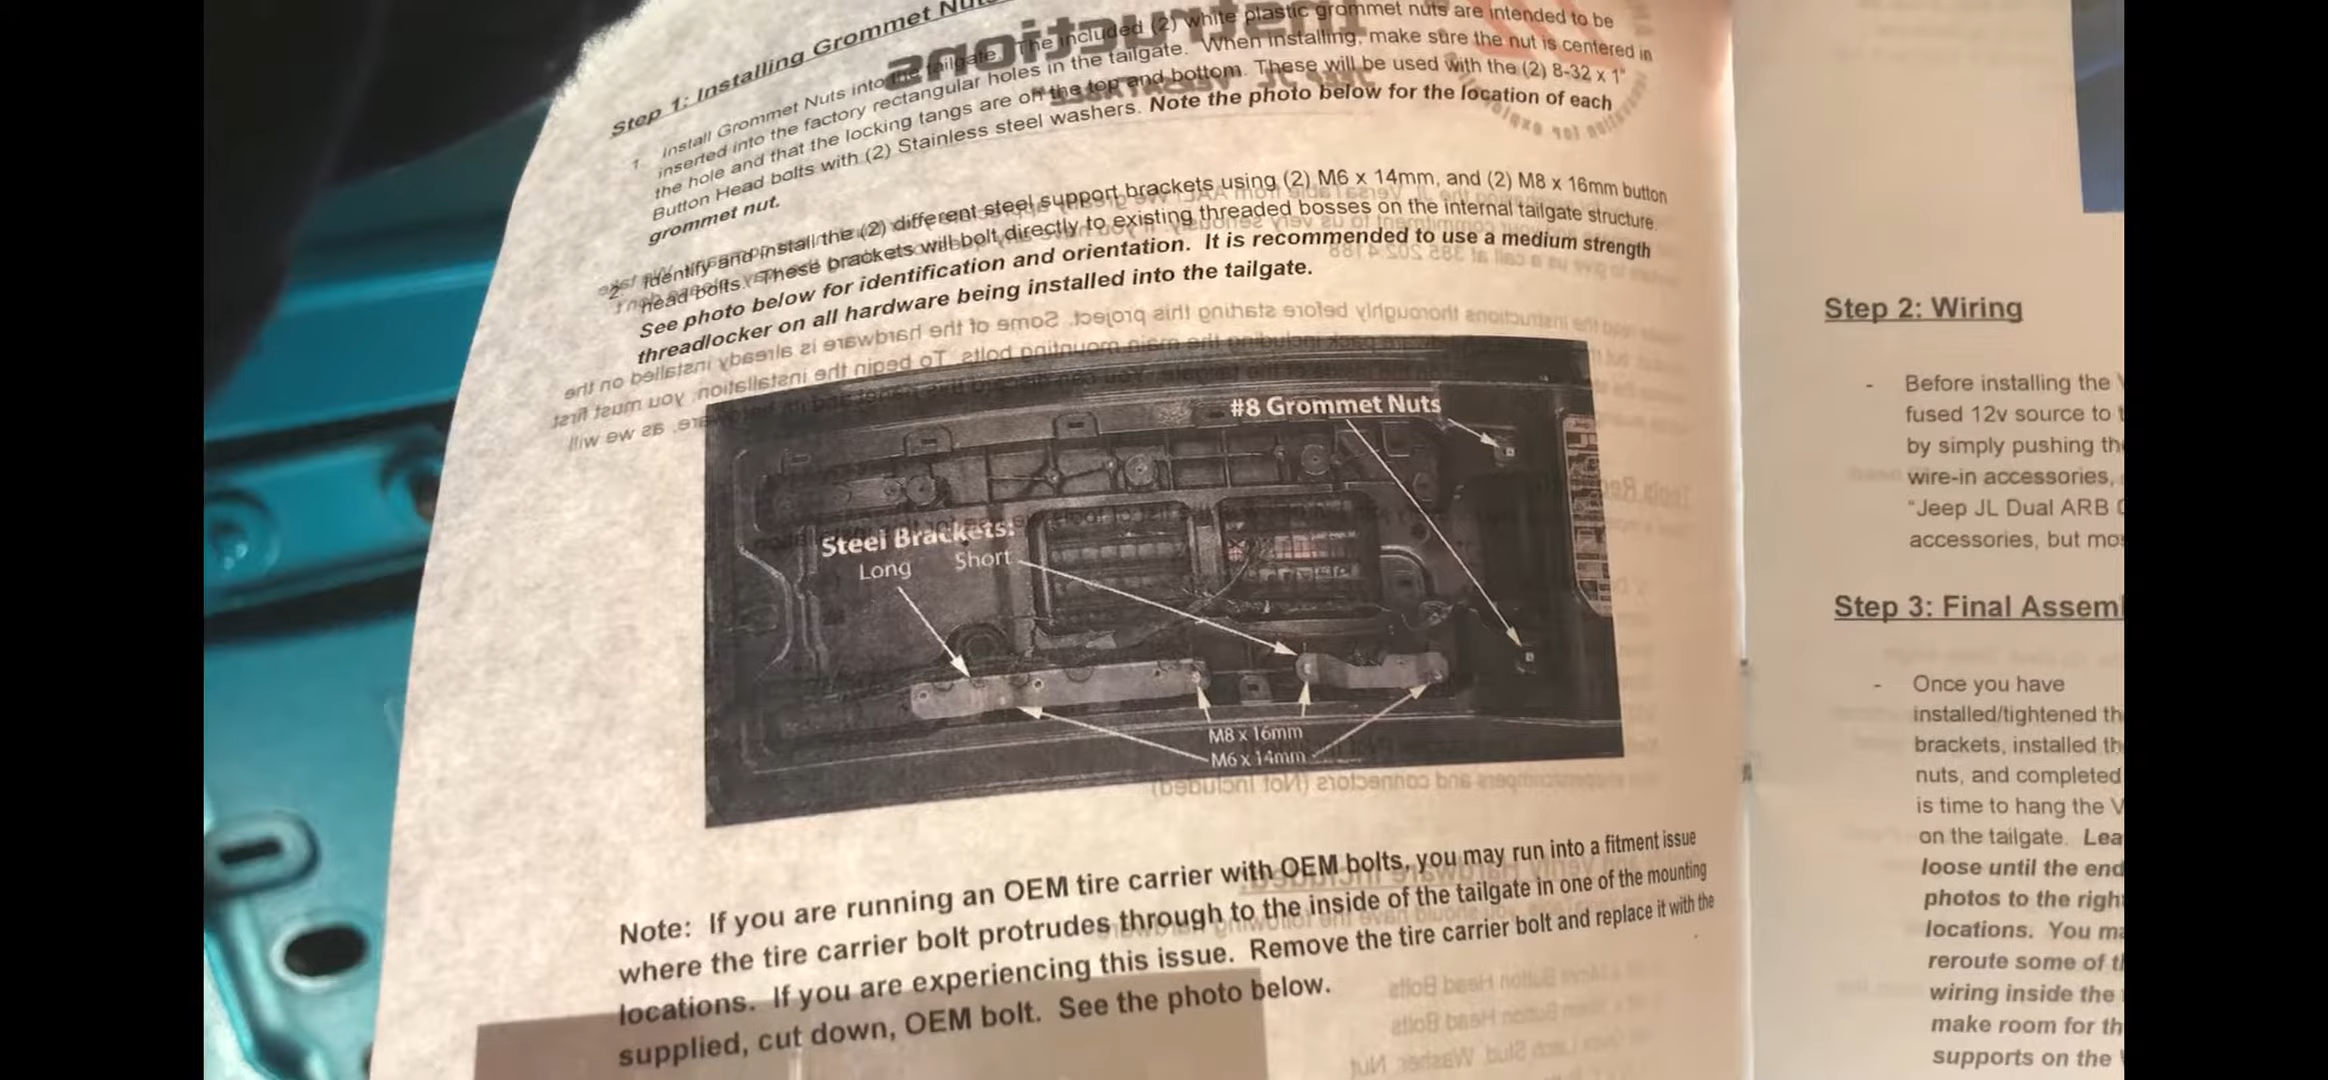 Step 1: Installing Grommet Nuts
1. Install Grommet Nuts into the tailgate. The included (2) white plastic grommet nuts are intended to be
inserted into the factory rectangular holes in the tailgate. When installing, make sure the nut is centered in
the hole and that the locking tangs are on the top and bottom. These will be used with the (2) 8-32 x 1"
Button Head bolts with (2) Stainless steel washers. Note the photo below for the location of each
grommet nut.
2. Identify and install the (2) different steel support brackets using (2) M6 x 14mm, and (2) M8 x 16mm button
head bolts. These brackets will bolt directly to existing threaded bosses on the internal tailgate structure.
See photo below for identification and orientation. It is recommended to use a medium strength
threadlocker on all hardware being installed into the tailgate.
#8 Grommet Nuts
Steel Brackets:
Long Short
M8 x 16mm
M6 x 14mm
Note: If you are running an OEM tire carrier with OEM bolts, you may run into a fitment issue
where the tire carrier bolt protrudes through to the inside of the tailgate in one of the mounting
locations. If you are experiencing this issue. Remove the tire carrier bolt and replace it with the
supplied, cut down, OEM bolt. See the photo below.
Step 2: Wiring
- Before installing the
fused 12v source to
by simply pushing
wire-in accessories,
"Jeep JL Dual ARB
accessories, but
Step 3: Final
- Once you have
installed/tightened
brackets, installed
nuts, and completed
is time to hang the
on the tailgate.
loose until the end
photos to the
locations. You
reroute some of
wiring inside the
make room for
supports on the